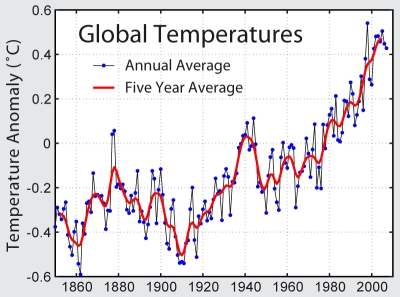 Global Temperatures
Annual Average
Five Year Average
Temperature Anomaly (°C)
0.6
0.4
0.2
0
-0.2
-0.4
-0.6
1860 1880 1900 1920 1940 1960 1980 2000